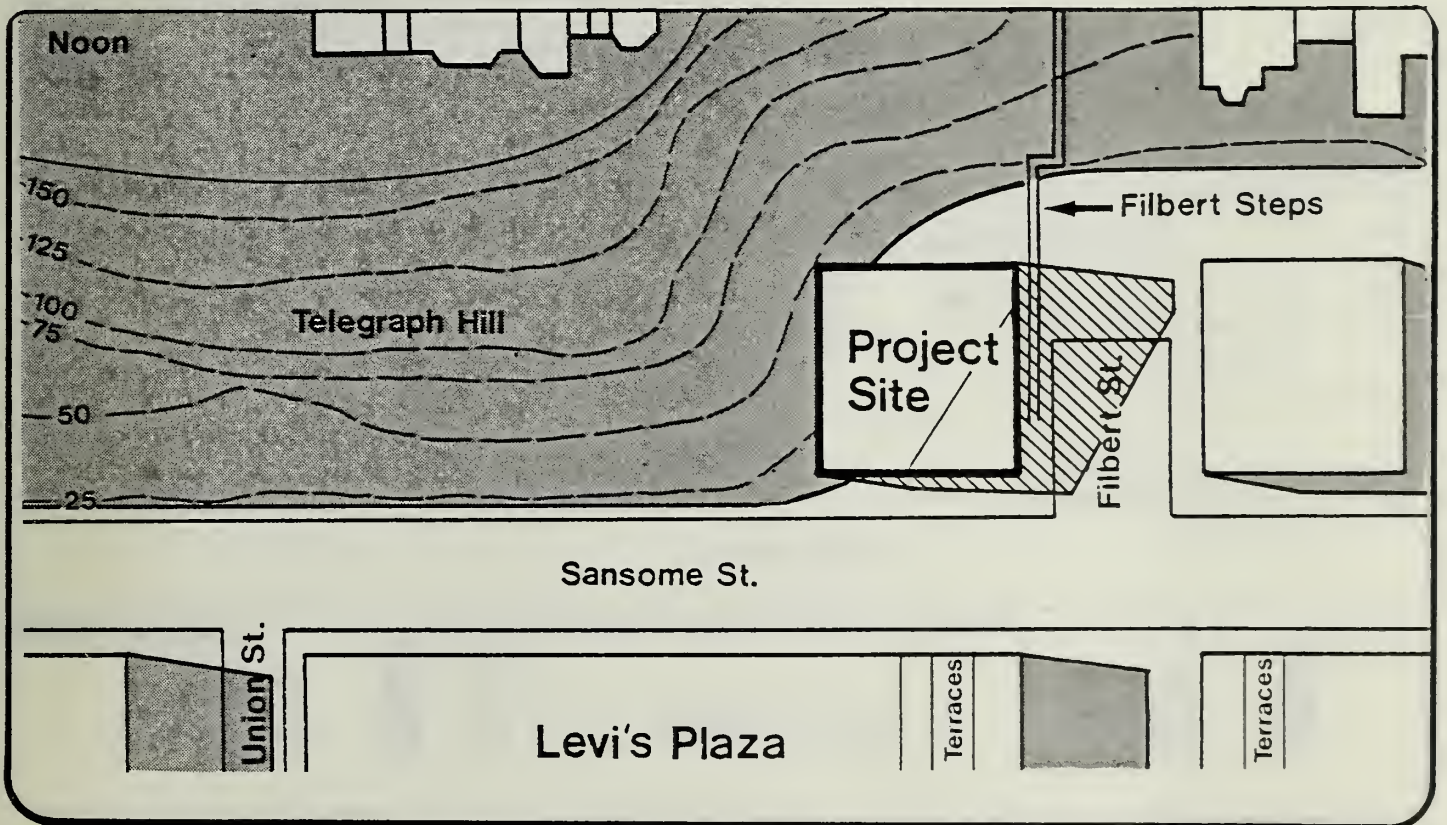 Noon
150
125
100
75
50
25
Telegraph Hill
Filbert Steps
Project
Site
Filbert St.
Sansome St.
Union St.
Levi's Plaza
Terraces
Terraces